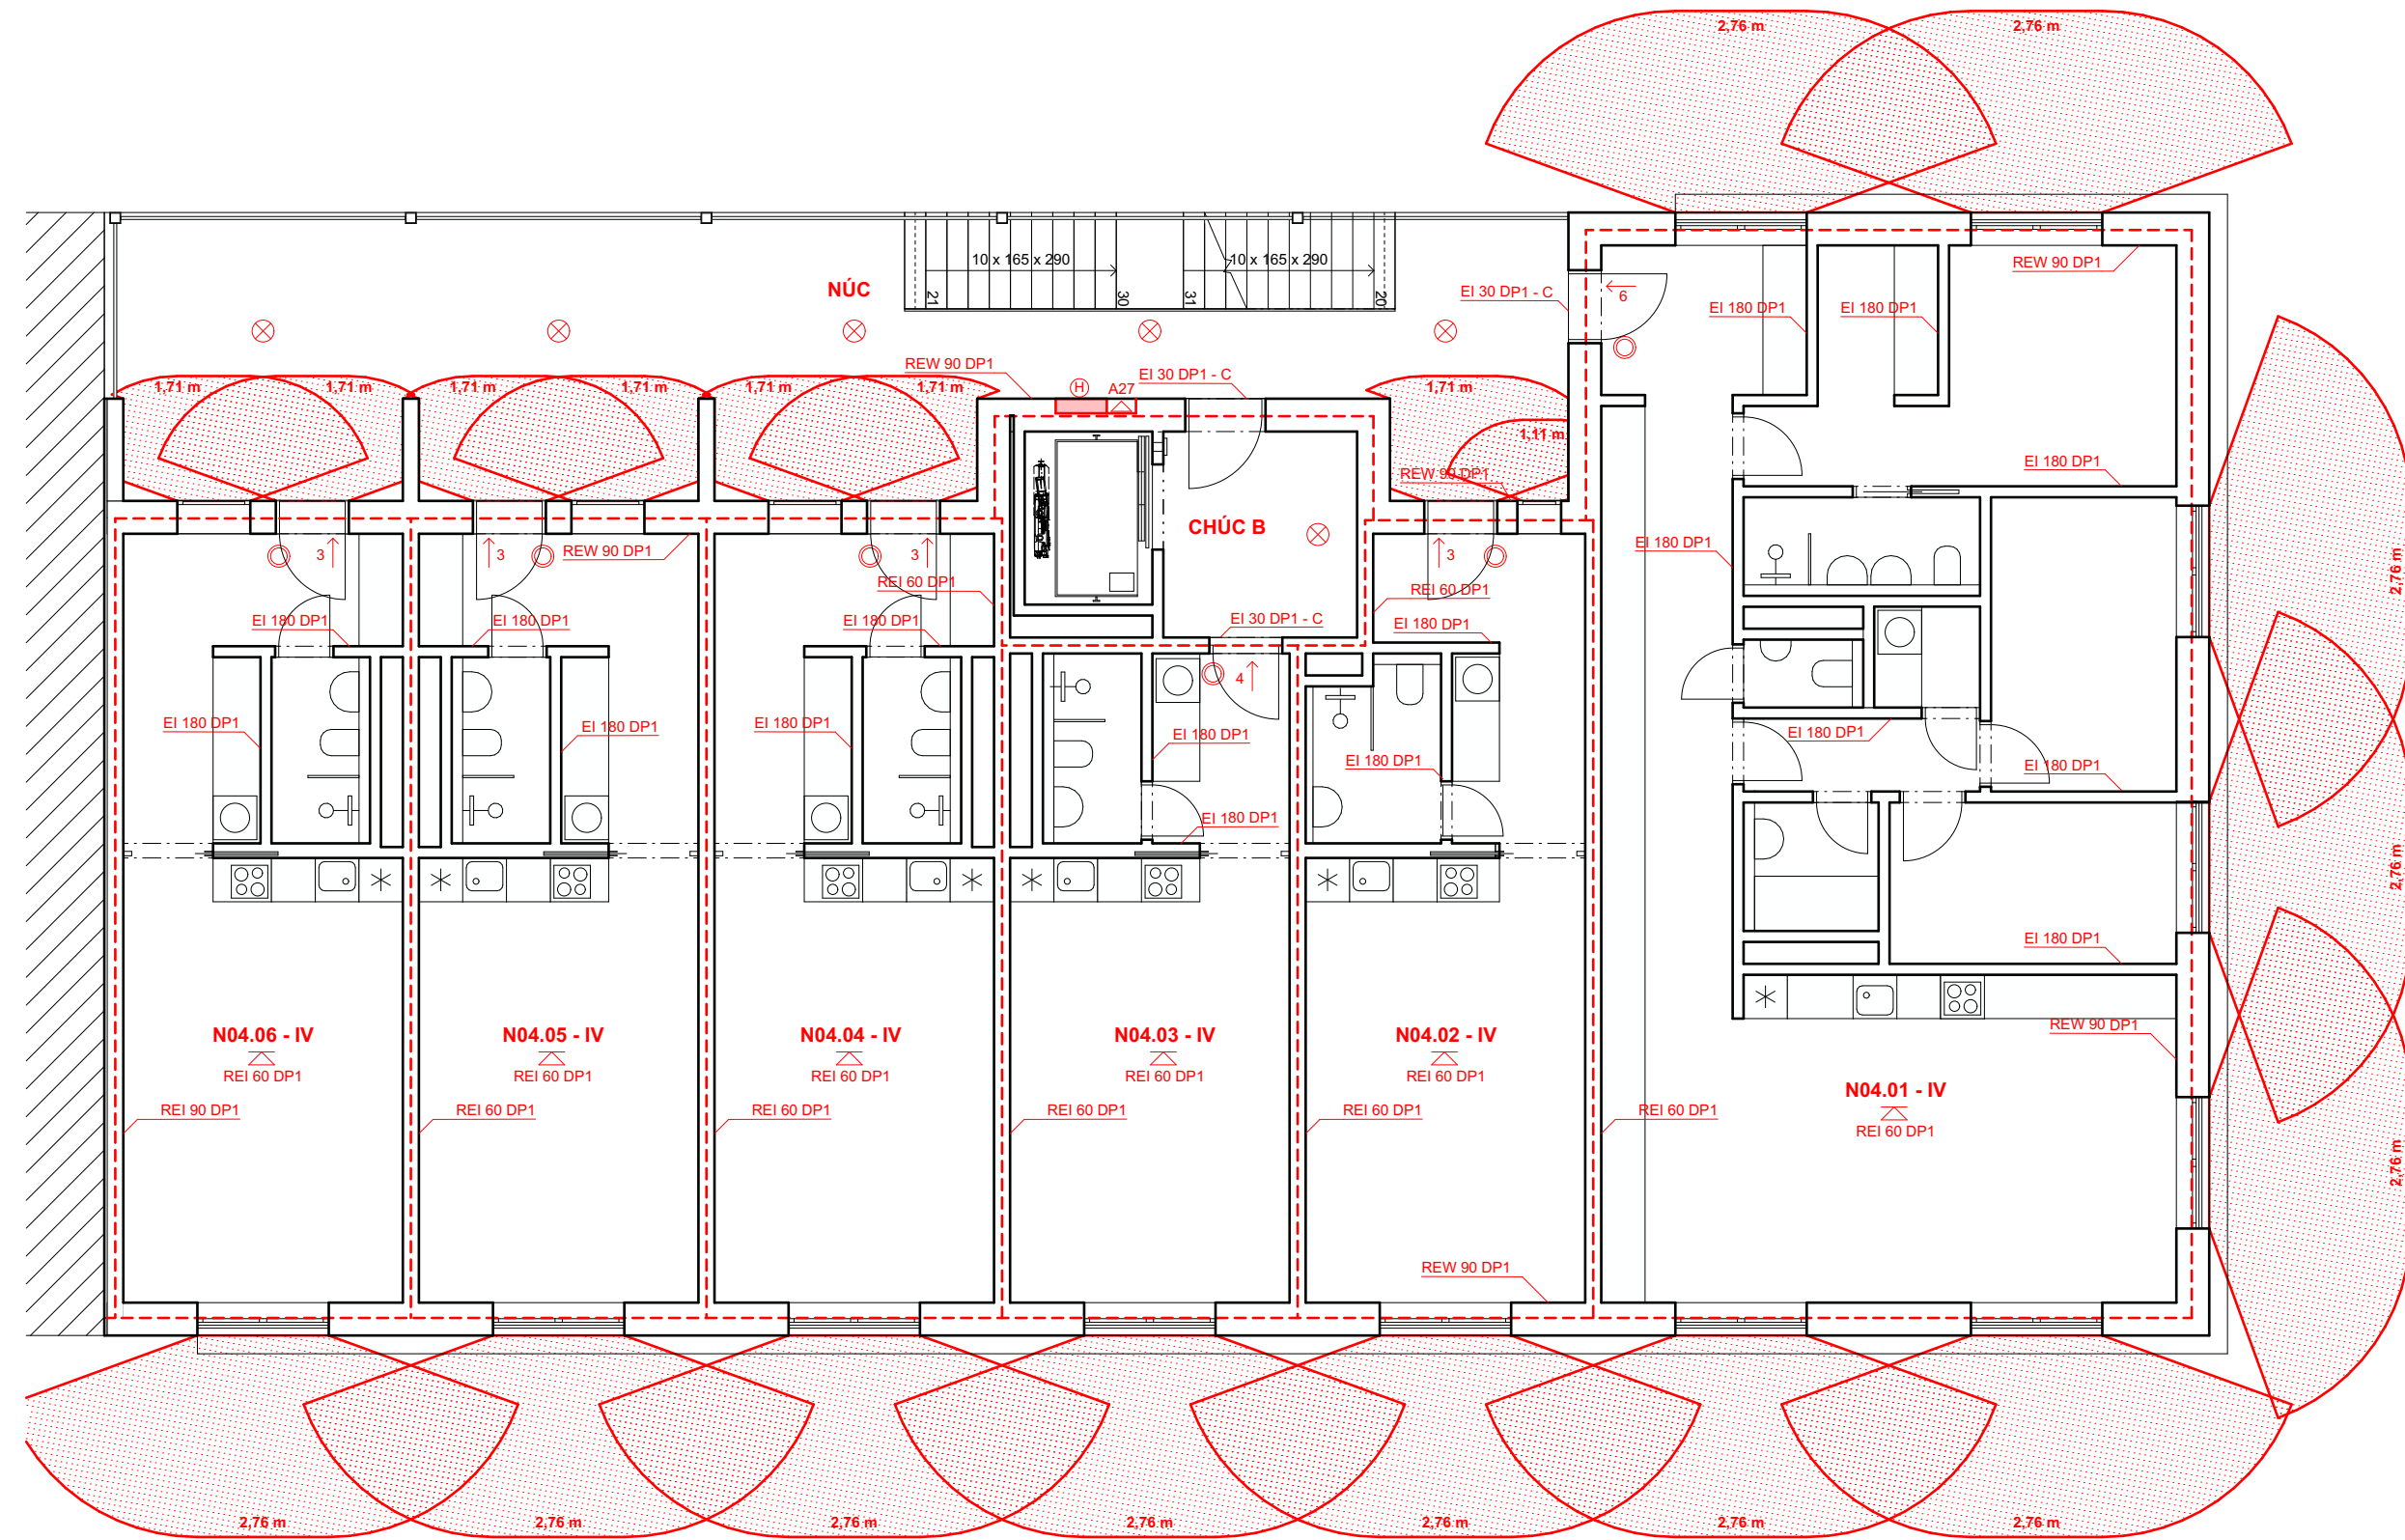 2,76 m
2,76 m
10 x 165 x 290
10 x 165 x 290
21
30
31
20
NÚC
EI 30 DP1 - C
6
REW 90 DP1
EI 180 DP1
EI 180 DP1
REW 90 DP1
EI 30 DP1 - C
H
A27
1,71 m
1,71 m
1,71 m
1,71 m
1,71 m
1,71 m
1,71 m
1,11 m
REW 90 DP1
EI 180 DP1
CHÚC B
3
3
REW 90 DP1
3
3
EI 180 DP1
2,76 m
REI 60 DP1
REI 60 DP1
EI 180 DP1
EI 180 DP1
EI 180 DP1
EI 30 DP1 - C
EI 180 DP1
4
EI 180 DP1
EI 180 DP1
EI 180 DP1
EI 180 DP1
EI 180 DP1
EI 180 DP1
EI 180 DP1
EI 180 DP1
2,76 m
EI 180 DP1
REW 90 DP1
N04.06 - IV
N04.05 - IV
N04.04 - IV
N04.03 - IV
N04.02 - IV
REI 60 DP1
REI 60 DP1
REI 60 DP1
REI 60 DP1
REI 60 DP1
N04.01 - IV
REI 60 DP1
REI 90 DP1
REI 60 DP1
REI 60 DP1
REI 60 DP1
REI 60 DP1
REI 60 DP1
2,76 m
REW 90 DP1
2,76 m
2,76 m
2,76 m
2,76 m
2,76 m
2,76 m
2,76 m